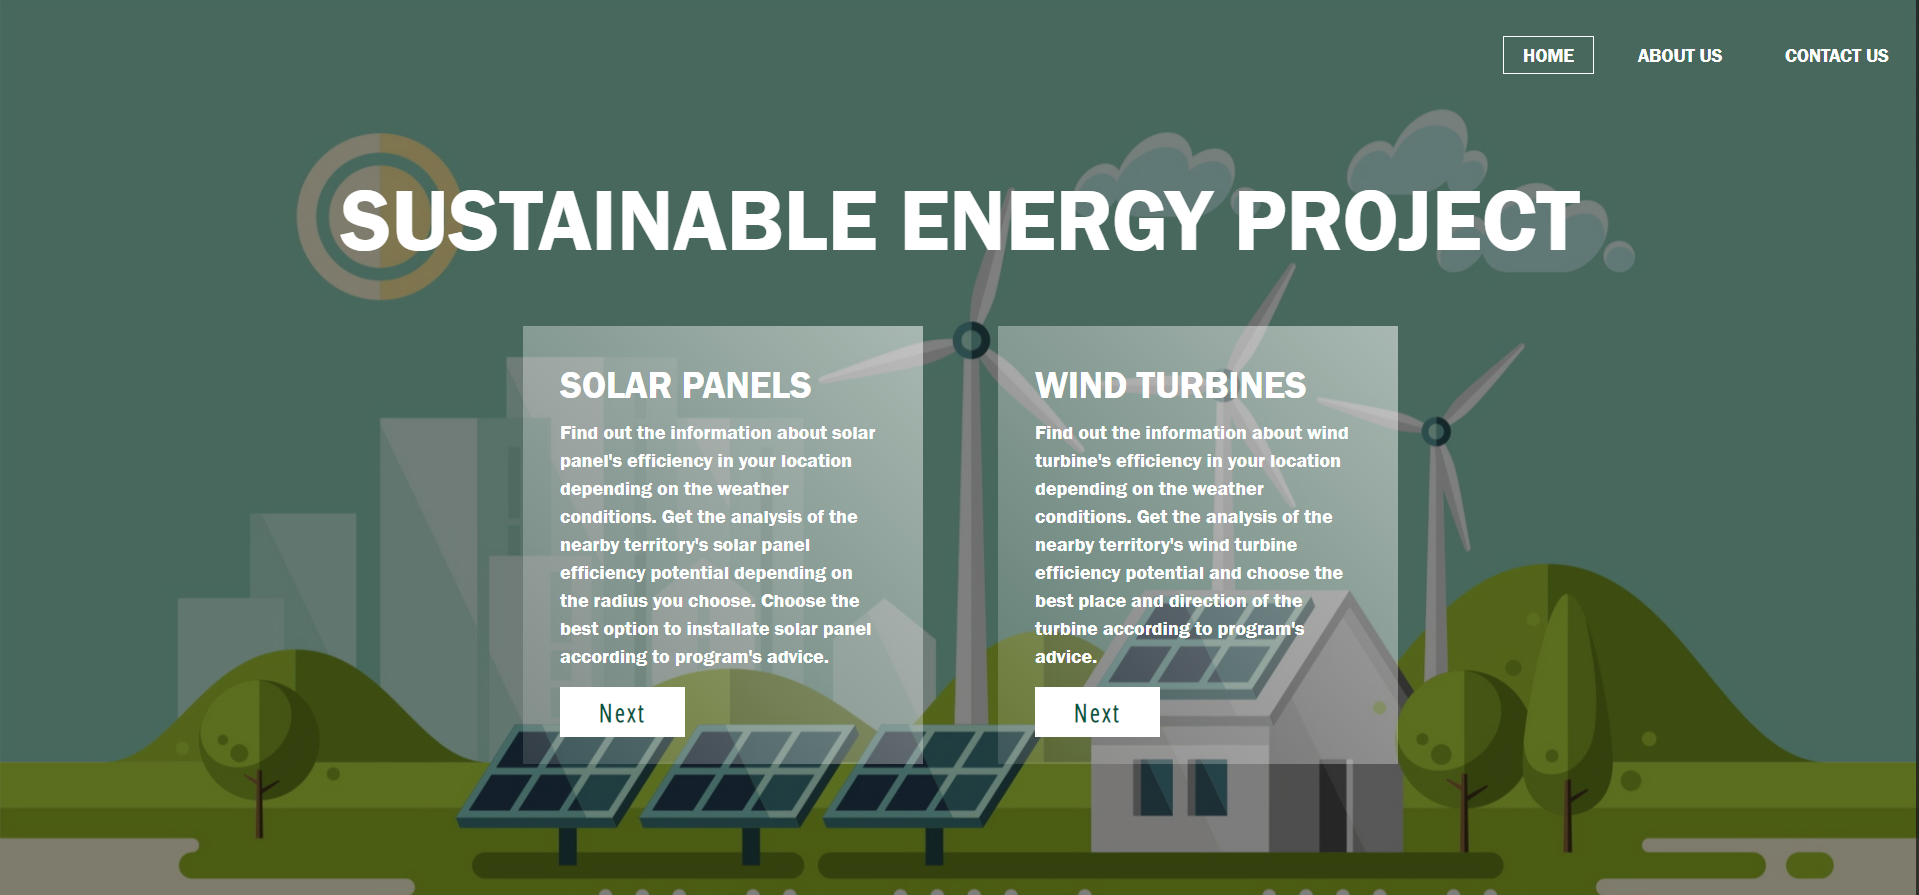 HOME ABOUT US CONTACT US
SUSTAINABLE ENERGY PROJECT
SOLAR PANELS
Find out the information about solar
panel's efficiency in your location
depending on the weather
conditions. Get the analysis of the
nearby territory's solar panel
efficiency potential depending on
the radius you choose. Choose the
best option to installate solar panel
according to program's advice.
Next
WIND TURBINES
Find out the information about wind
turbine's efficiency in your location
depending on the weather
conditions. Get the analysis of the
nearby territory's wind turbine
efficiency potential and choose the
best place and direction of the
turbine according to program's
advice.
Next